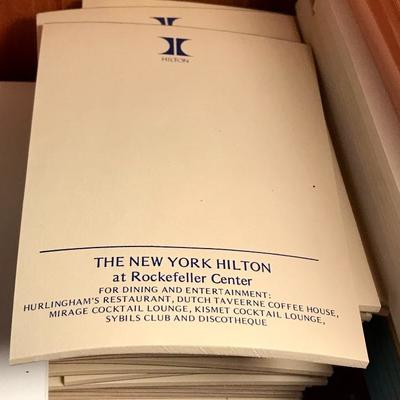 HILTON
THE NEW YORK HILTON
at Rockefeller Center
FOR DINING AND ENTERTAINMENT:
HURLINGHAM'S RESTAURANT, DUTCH TAVEERNE COFFEE HOUSE,
MIRAGE COCKTAIL LOUNGE, KISMET COCKTAIL LOUNGE,
SYBILS CLUB AND DISCOTHEQUE